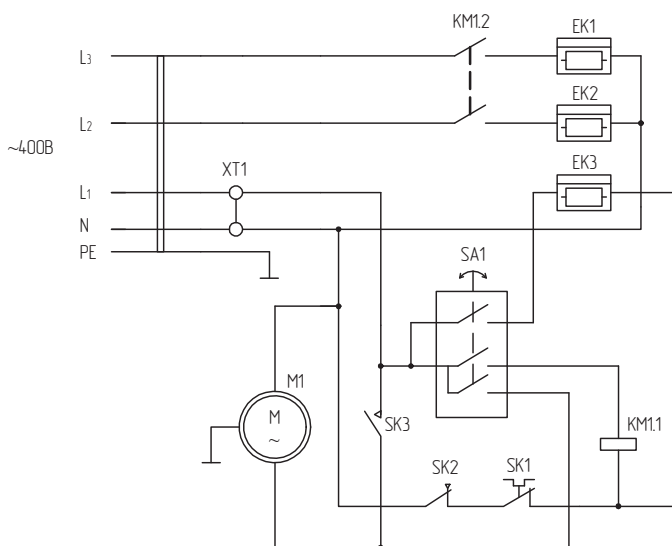 KM1.2
EK1
L3
EK2
L2
~400В
XT1
EK3
L1
N
SA1
PE
M1
M
~
SK3
KM1.1
SK2
SK1